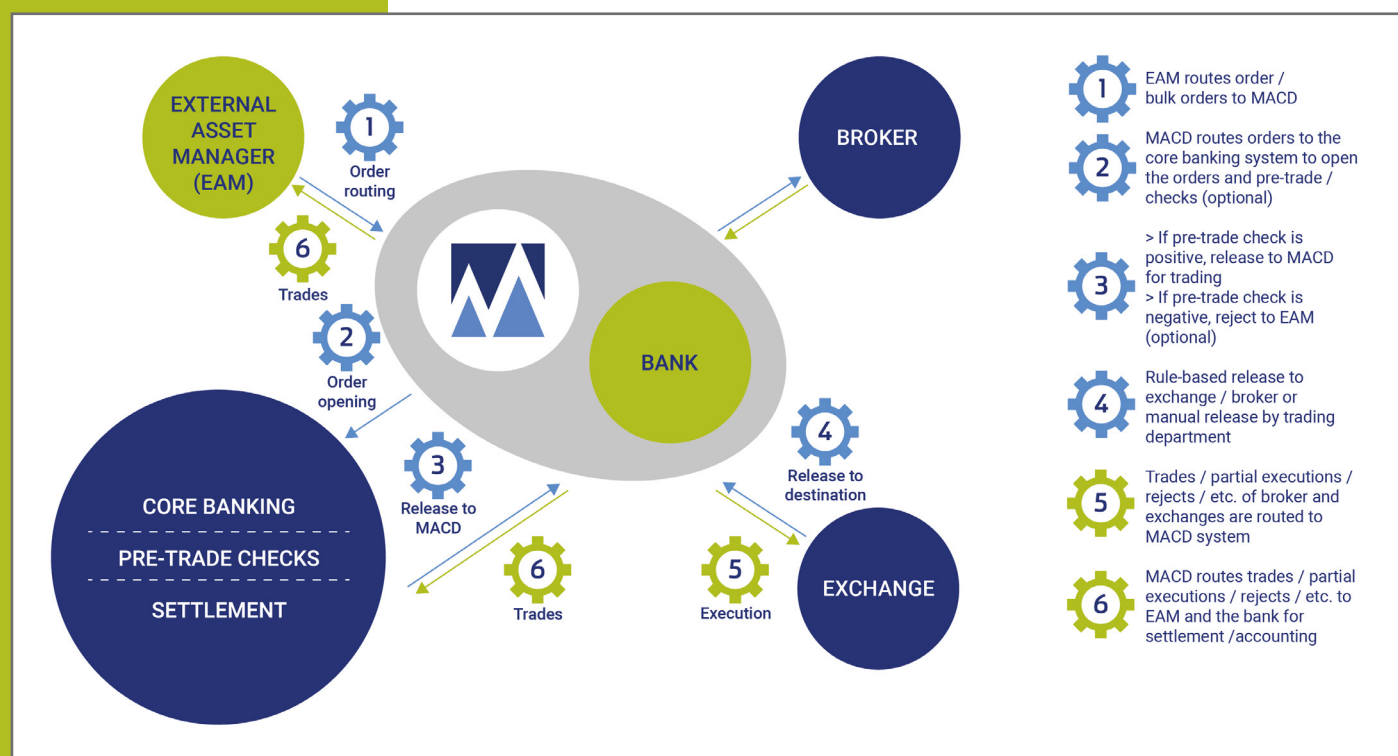 EXTERNAL
ASSET
MANAGER
(EAM)
1
Order
routing
6
Trades
2
Order
opening
BROKER
BANK
CORE BANKING
PRE-TRADE CHECKS
SETTLEMENT
3
Release to
MACD
6
Trades
4
Release to
destination
5
Execution
EXCHANGE
1
EAM routes order /
bulk orders to MACD
2
MACD routes orders to the
core banking system to open
the orders and pre-trade /
checks (optional)
3
> If pre-trade check is
positive, release to MACD
for trading
> If pre-trade check is
negative, reject to EAM
(optional)
4
Rule-based release to
exchange / broker or
manual release by trading
department
5
Trades / partial executions /
rejects / etc. of broker and
exchanges are routed to
MACD system
6
MACD routes trades / partial
executions / rejects / etc. to
EAM and the bank for
settlement /accounting